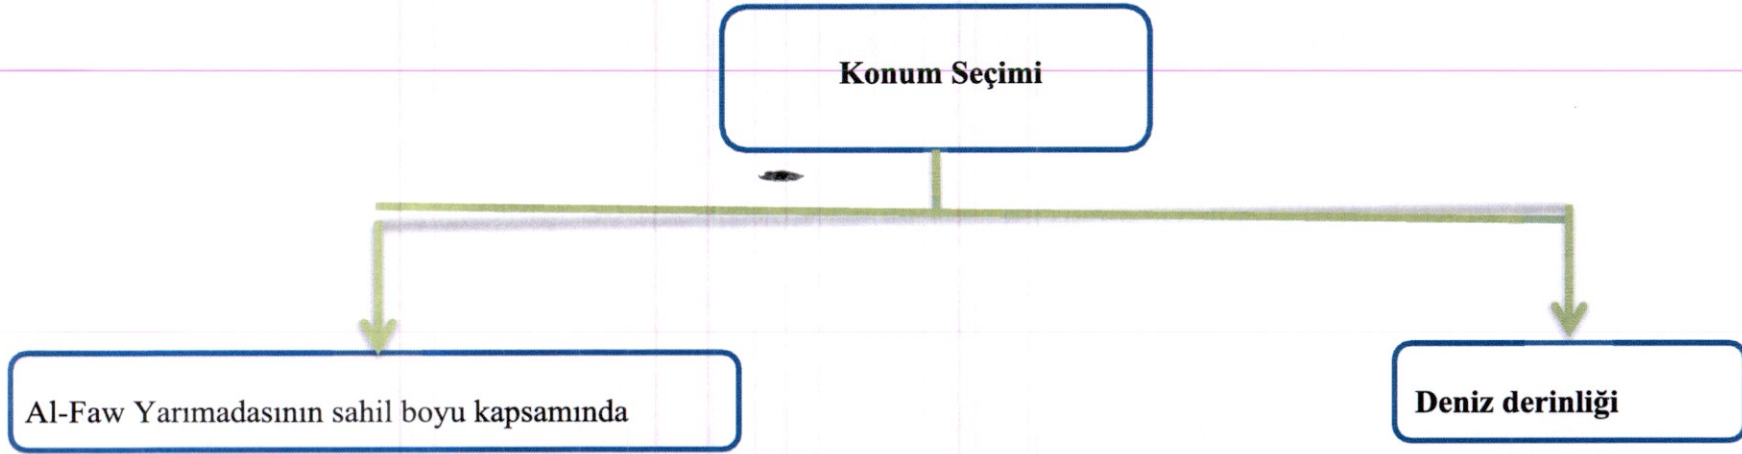 Konum Seçimi
Al-Faw Yarımadasının sahil boyu kapsamında
Deniz derinliği